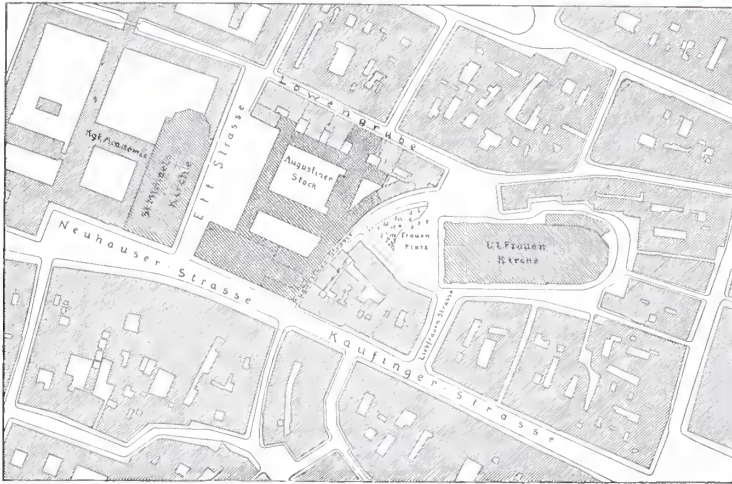 Löwengrube
Ett Strasse
Kgl. Academie
St. Michaels
Kirche
Augustiner
Stock
Frauen
Platz
U.L. Frauen
Kirche
Neuhauser Strasse
Liebfrauen Strasse
Kaufinger Strasse